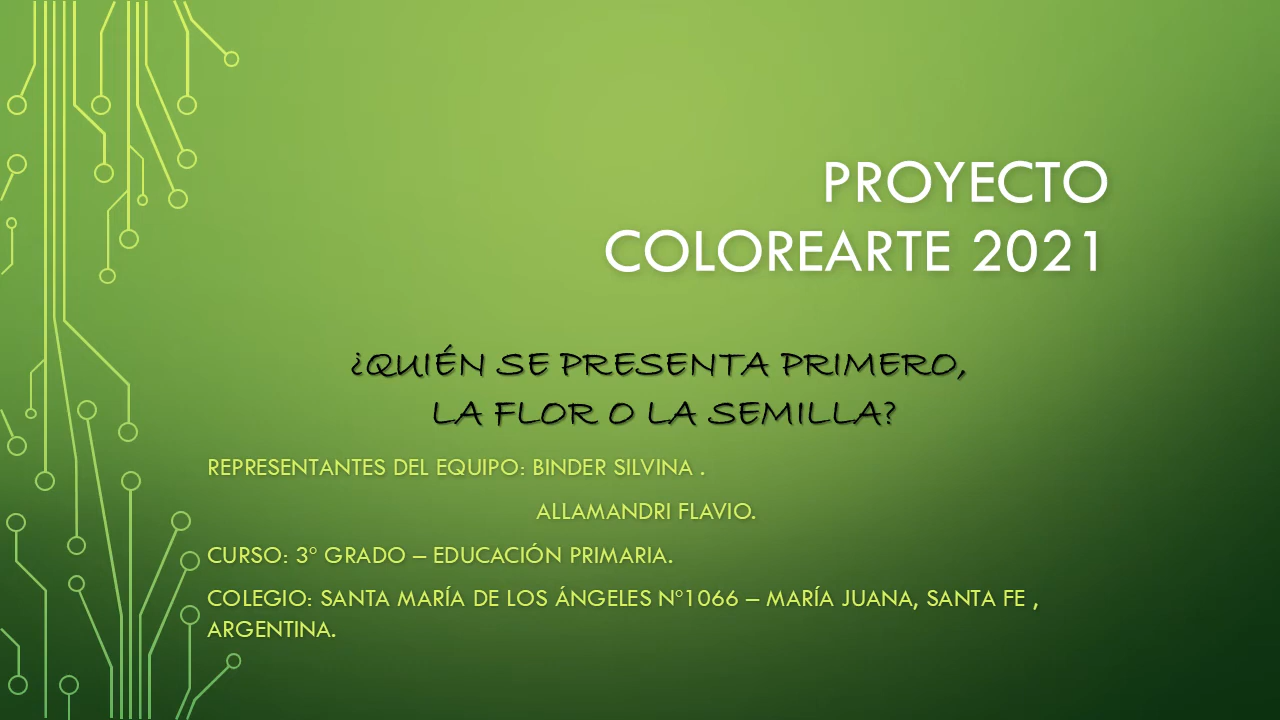 PROYECTO
COLOREARTE 2021
¿QUIÉN SE PRESENTA PRIMERO,
LA FLOR O LA SEMILLA?
REPRESENTANTES DEL EQUIPO: BINDER SILVINA .
ALLAMANDRI FLAVIO.
CURSO: 3° GRADO – EDUCACIÓN PRIMARIA.
COLEGIO: SANTA MARÍA DE LOS ÁNGELES N°1066 – MARÍA JUANA, SANTA FE ,
ARGENTINA.